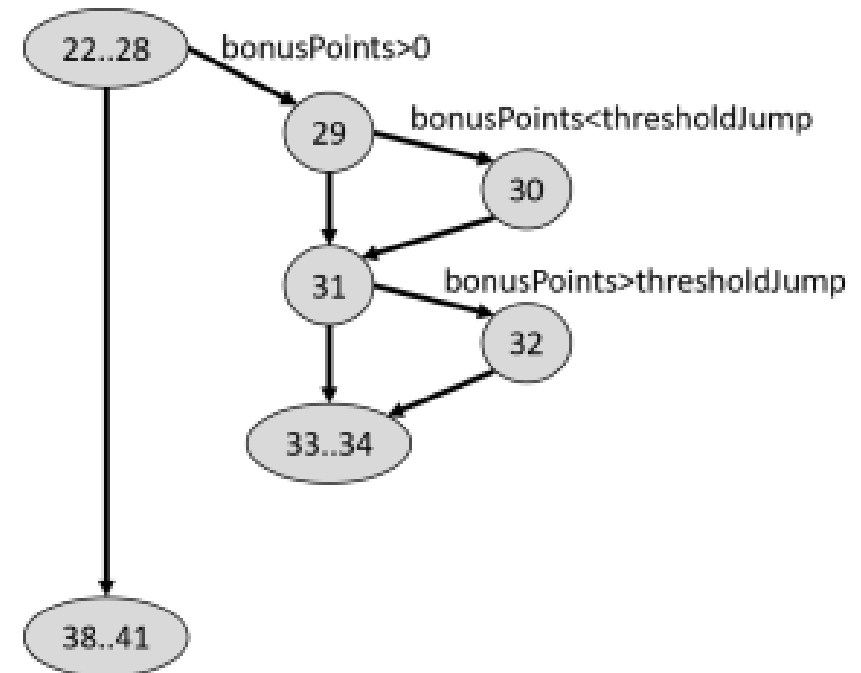 22..28
bonusPoints>0
29
bonusPoints<thresholdJump
30
31
bonusPoints>thresholdJump
32
33..34
38..41